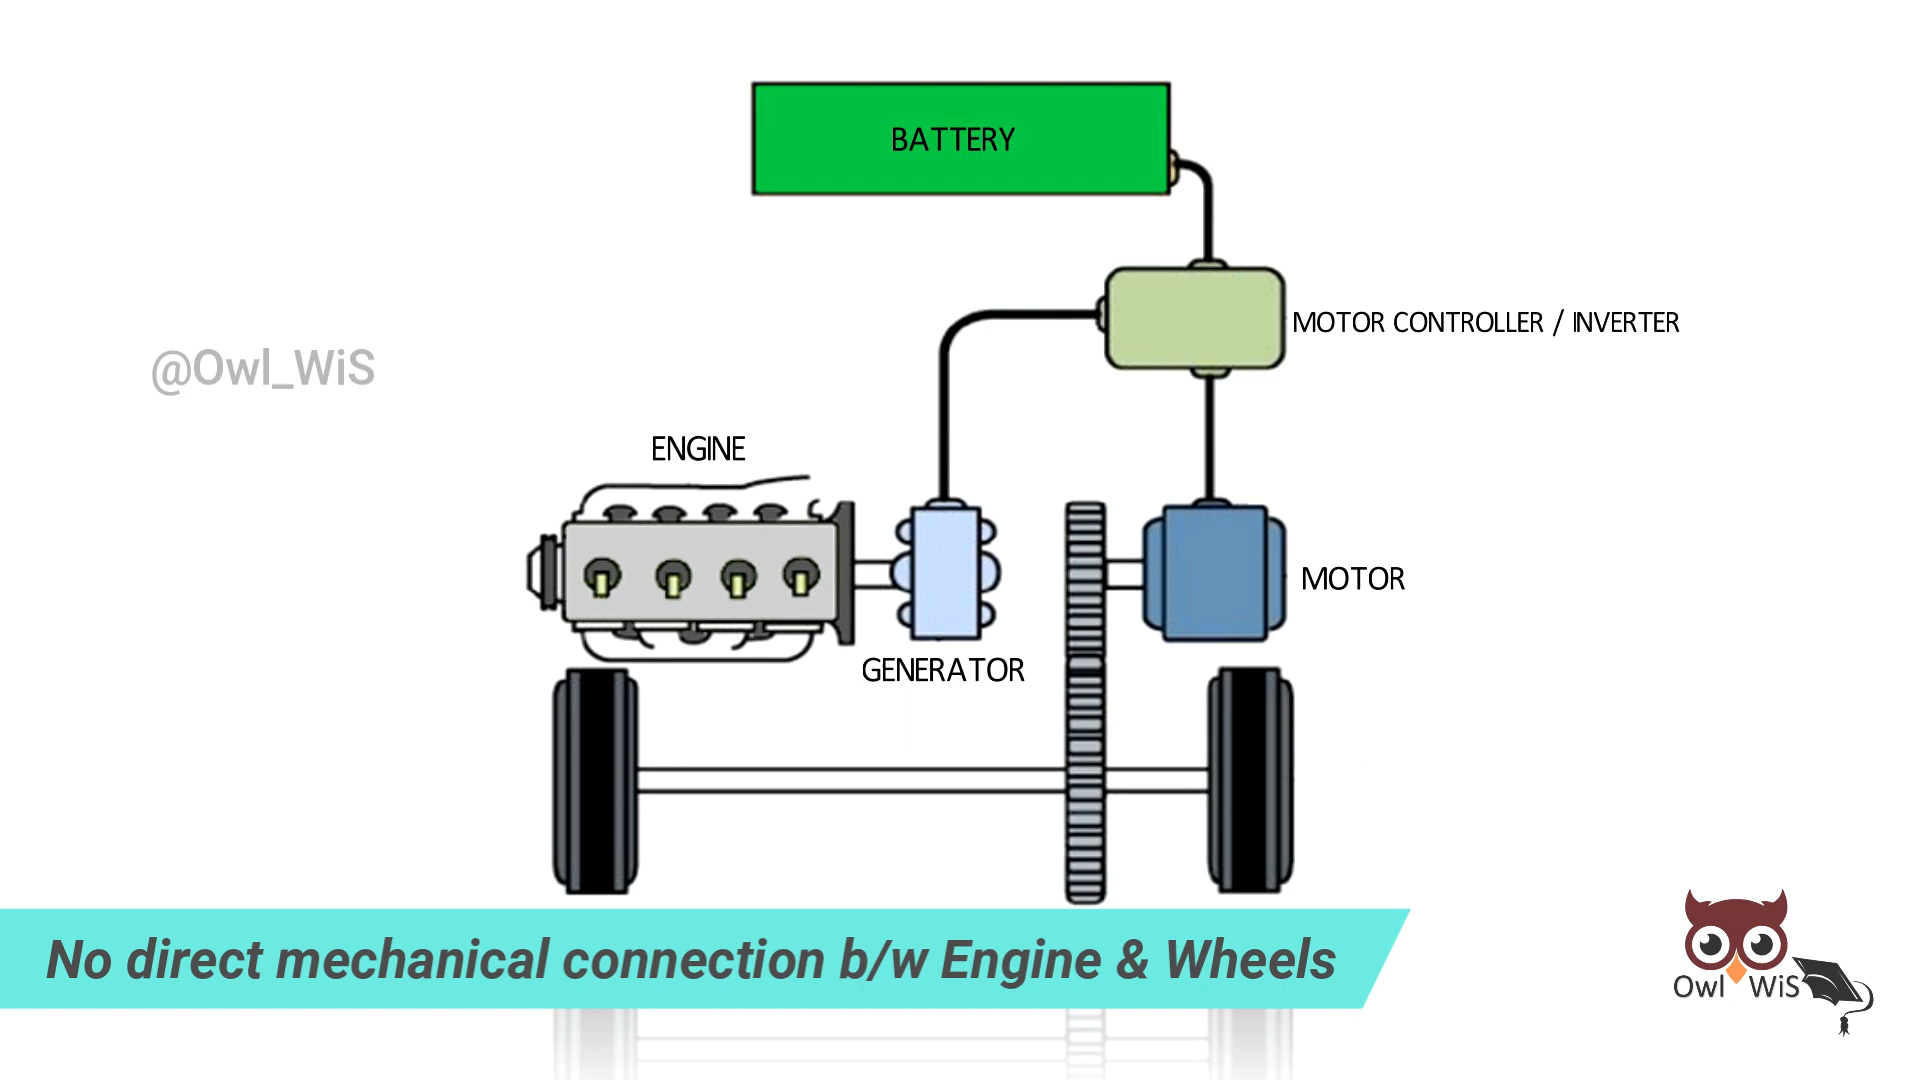 BATTERY
MOTOR CONTROLLER / INVERTER
@Owl_WiS
ENGINE
MOTOR
GENERATOR
No direct mechanical connection b/w Engine & Wheels
Owl WiS